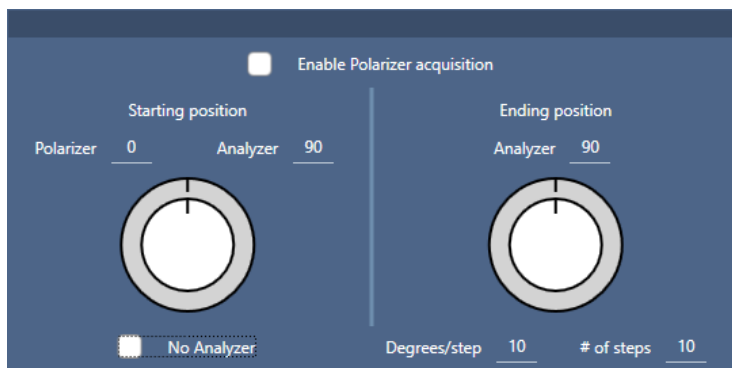 Enable Polarizer acquisition
Starting position
Ending position
Polarizer 0 Analyzer 90
Analyzer 90
No Analyzer
Degrees/step 10 # of steps 10